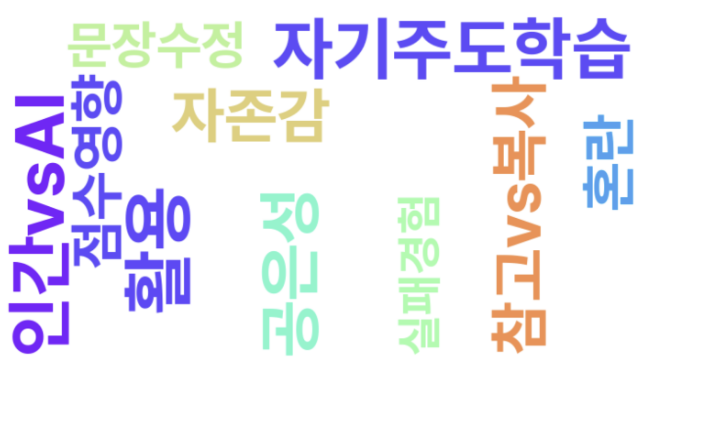 문장수정
자기주도학습
자존감
인간vsAI
점수영향
활용
공은성
실패경험
참고vs복사
혼란